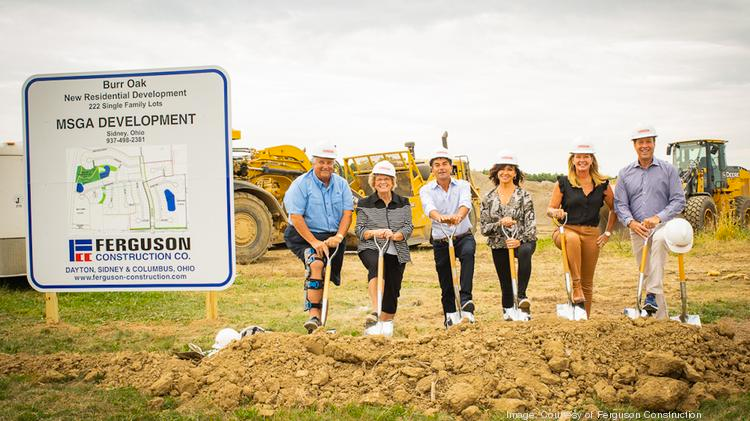 Burr Oak
New Residential Development
222 Single Family Lots
MSGA DEVELOPMENT
Sidney, Ohio
937-498-2381
FERGUSON
CONSTRUCTION CO.
DAYTON, SIDNEY & COLUMBUS, OHIO
www.ferguson-construction.com
DEERE
Image: Courtesy of Ferguson Construction